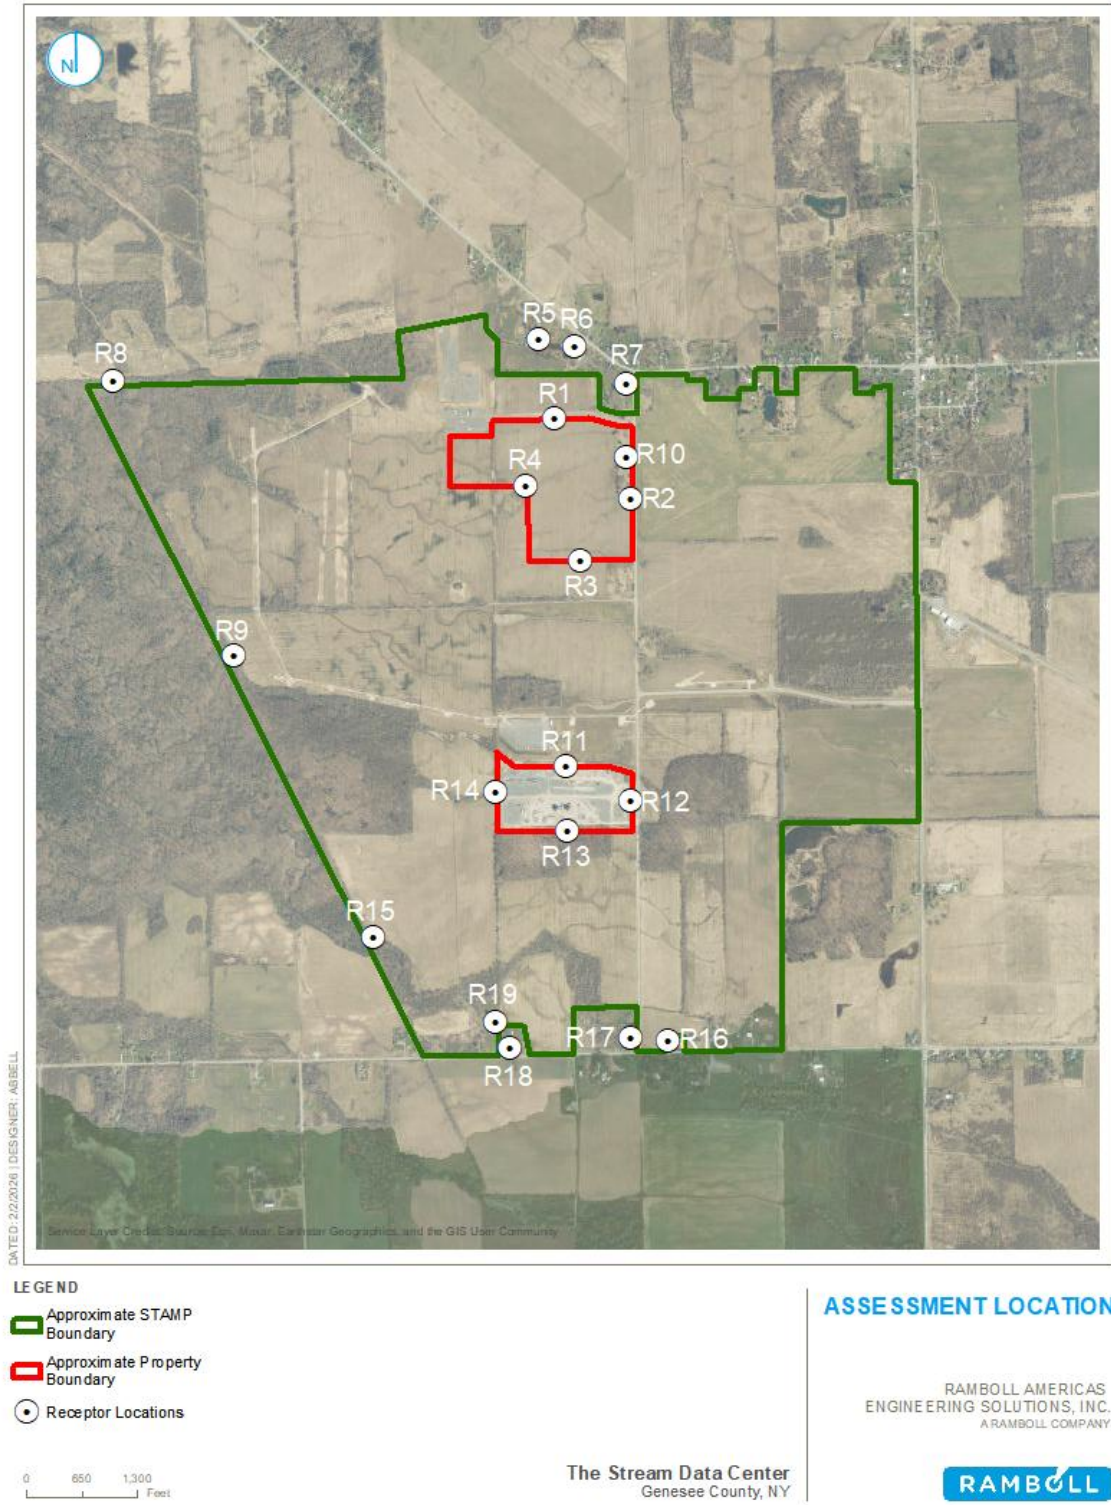 N
R5
R6
R8
R7
R1
R10
R4
R2
R3
R9
R11
R14
R12
R13
R15
R19
R17
R16
R18
Service Layer Credits: Source: Esri, Maxar, Earthstar Geographics, and the GIS User Community
DATED: 2/2/2026 | DESIGNER: ABBELL
LEGEND
Approximate STAMP
Boundary
Approximate Property
Boundary
Receptor Locations
0 650 1,300
Feet
The Stream Data Center
Genesee County, NY
ASSESSMENT LOCATION
RAMBOLL AMERICAS
ENGINEERING SOLUTIONS, INC.
A RAMBOLL COMPANY
RAMBOLL